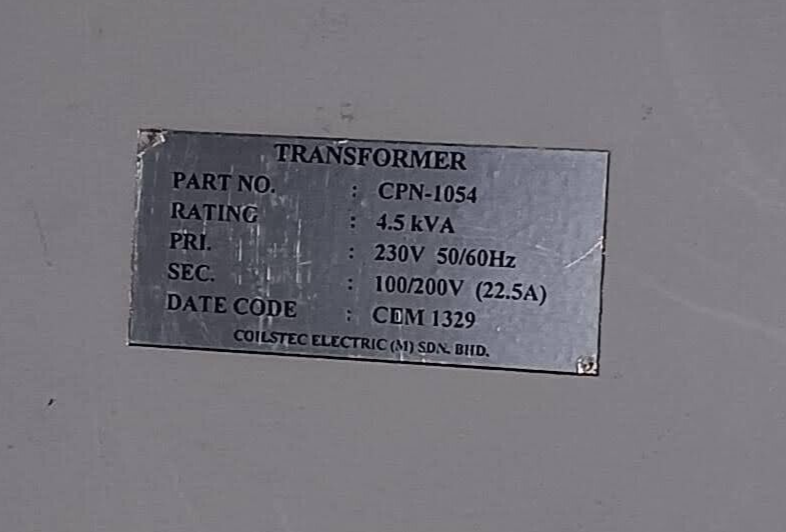 TRANSFORMER
PART NO. : CPN-1054
RATING : 4.5 kVA
PRI. : 230V 50/60Hz
SEC. : 100/200V (22.5A)
DATE CODE : CEM 1329
COILSTEC ELECTRIC (M) SDN. BHD.